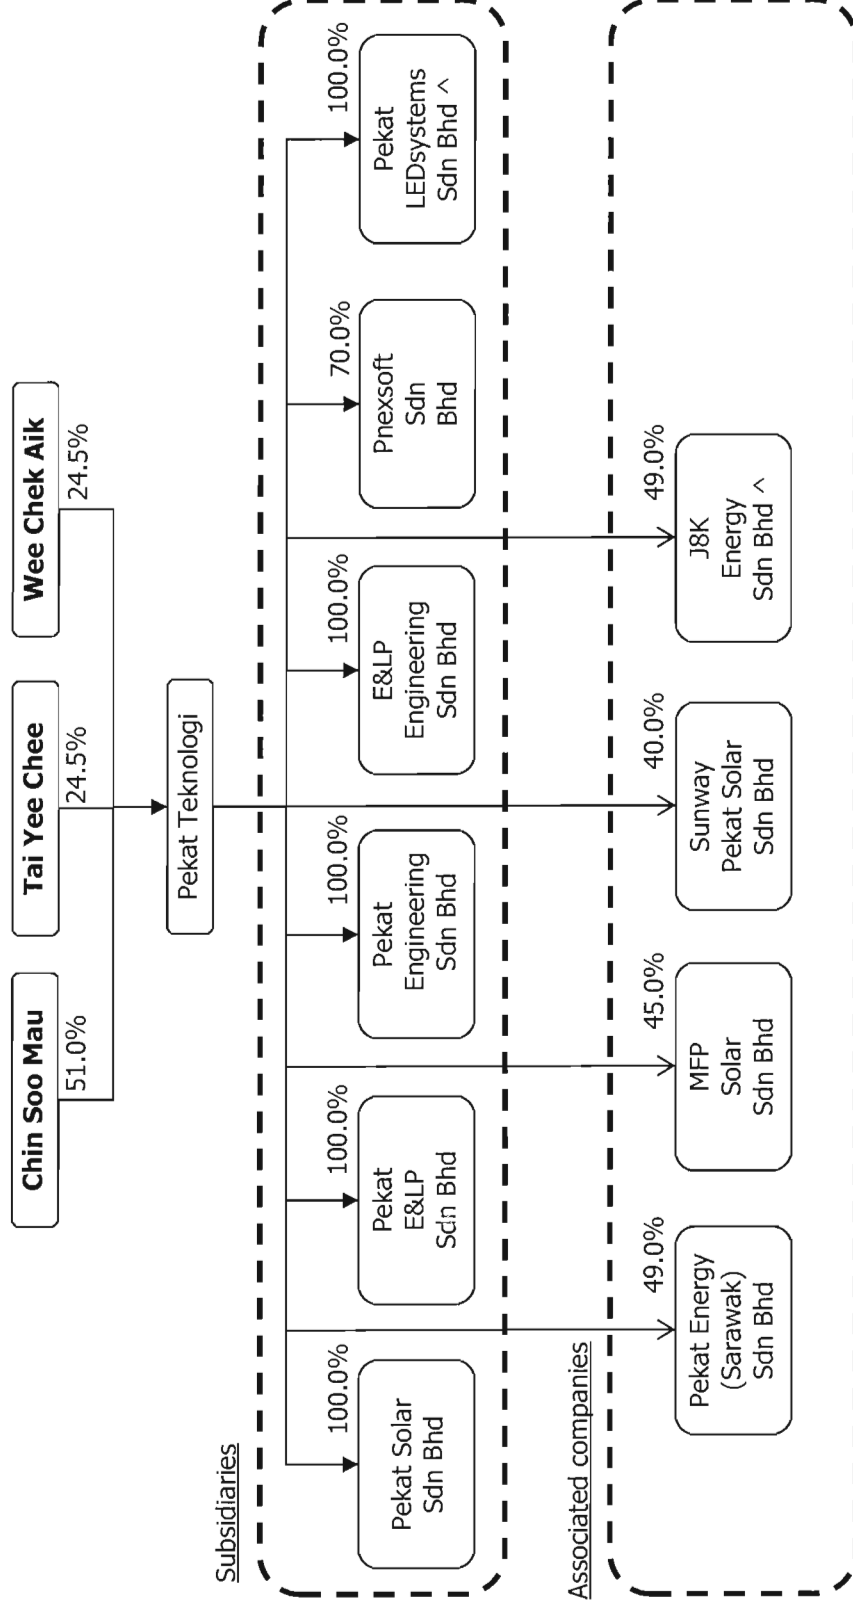 Chin Soo Mau
Tai Yee Chee
Wee Chek Aik
51.0%
24.5%
24.5%
Pekat Teknologi
Subsidiaries
100.0%
Pekat Solar
Sdn Bhd
100.0%
Pekat
E&LP
Sdn Bhd
100.0%
Pekat
Engineering
Sdn Bhd
100.0%
E&LP
Engineering
Sdn Bhd
70.0%
Pnexsoft
Sdn
Bhd
100.0%
Pekat
LEDsystems
Sdn Bhd ^
Associated companies
49.0%
Pekat Energy
(Sarawak)
Sdn Bhd
45.0%
MFP
Solar
Sdn Bhd
40.0%
Sunway
Pekat Solar
Sdn Bhd
49.0%
J8K
Energy
Sdn Bhd ^